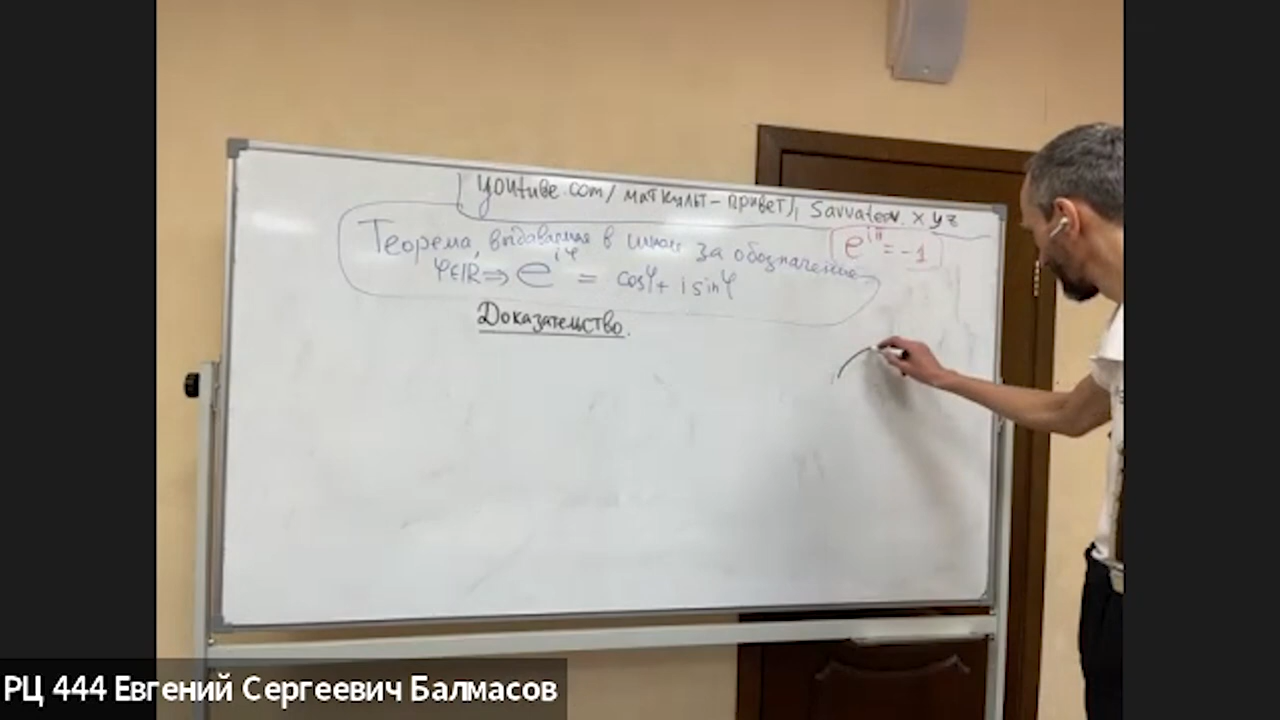 youtube.com/маткульт-привет), Savvateev.xyz
Теорема, выдаваемая в школе за обозначение
e^{iπ} = -1
φ∈ℝ ⇒ e^{iφ} = cosφ + i sinφ
Доказательство.
РЦ 444 Евгений Сергеевич Балмасов